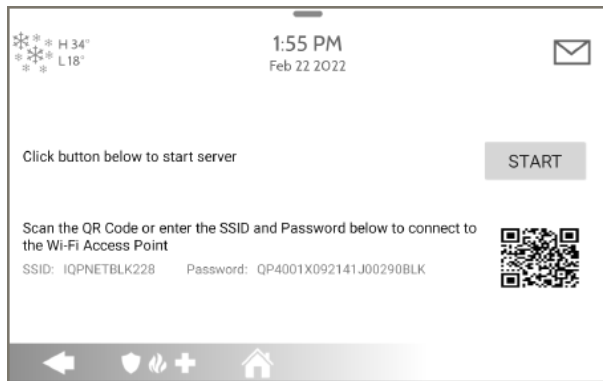 H 34°
L 18°
1:55 PM
Feb 22 2022
Click button below to start server
START
Scan the QR Code or enter the SSID and Password below to connect to
the Wi-Fi Access Point
SSID: IQPNETBLK228 Password: QP4001X092141J00290BLK